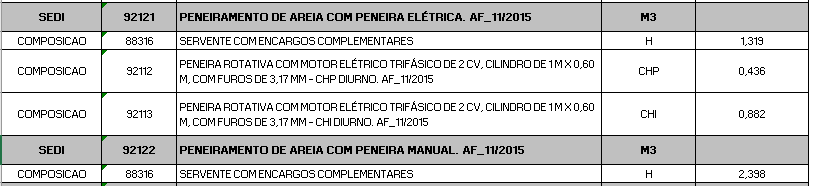 SEDI 92121 PENEIRAMENTO DE AREIA COM PENEIRA ELÉTRICA. AF_11/2015 M3
COMPOSICAO 88316 SERVENTE COM ENCARGOS COMPLEMENTARES H 1,319
COMPOSICAO 92112 PENEIRA ROTATIVA COM MOTOR ELÉTRICO TRIFÁSICO DE 2 CV, CILINDRO DE 1 M X 0,60
M, COM FUROS DE 3,17 MM - CHP DIURNO. AF_11/2015 CHP 0,436
COMPOSICAO 92113 PENEIRA ROTATIVA COM MOTOR ELÉTRICO TRIFÁSICO DE 2 CV, CILINDRO DE 1 M X 0,60
M, COM FUROS DE 3,17 MM - CHI DIURNO. AF_11/2015 CHI 0,882
SEDI 92122 PENEIRAMENTO DE AREIA COM PENEIRA MANUAL. AF_11/2015 M3
COMPOSICAO 88316 SERVENTE COM ENCARGOS COMPLEMENTARES H 2,398